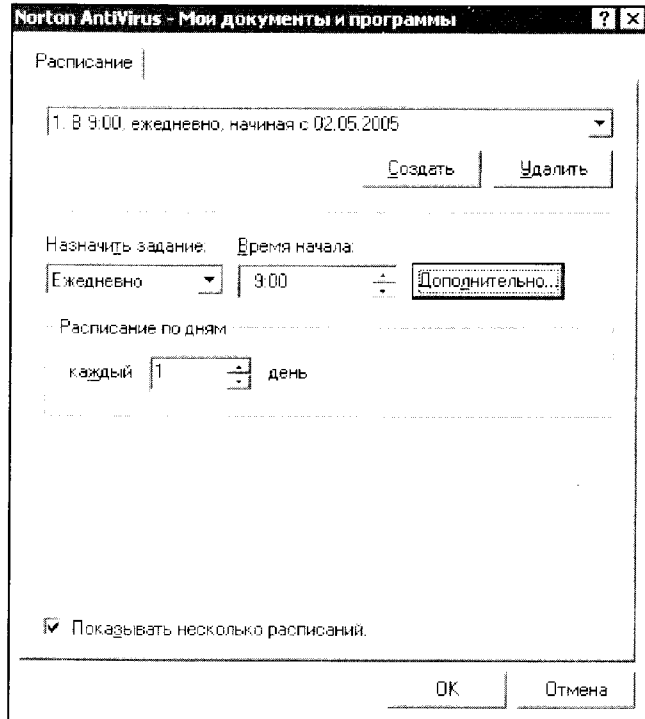 Norton AntiVirus - Мои документы и программы
Расписание
1. В 9:00, ежедневно, начиная с 02.05.2005
Создать Удалить
Назначить задание: Время начала:
Ежедневно 9:00 Дополнительно...
Расписание по дням
каждый 1 день
Показывать несколько расписаний.
OK Отмена